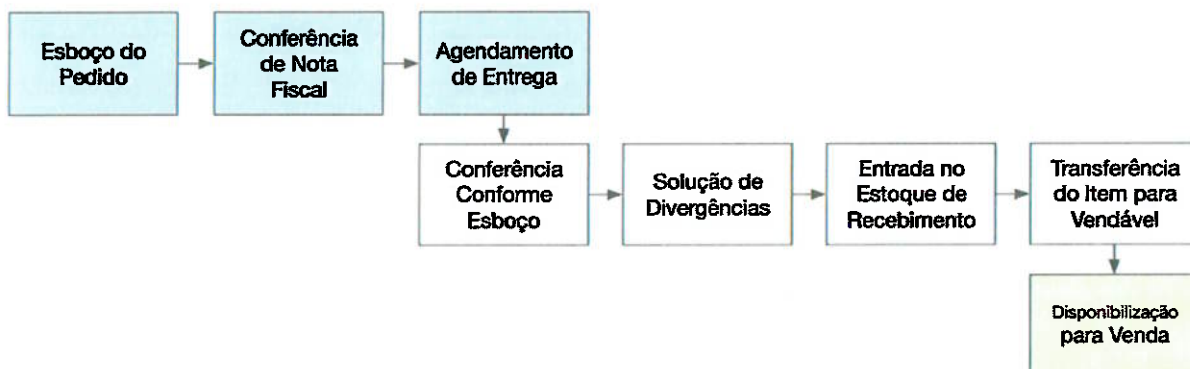 Esboço do
Pedido
Conferência
de Nota
Fiscal
Agendamento
de Entrega
Conferência
Conforme
Esboço
Solução de
Divergências
Entrada no
Estoque de
Recebimento
Transferência
do Item para
Vendável
Disponibilização
para Venda